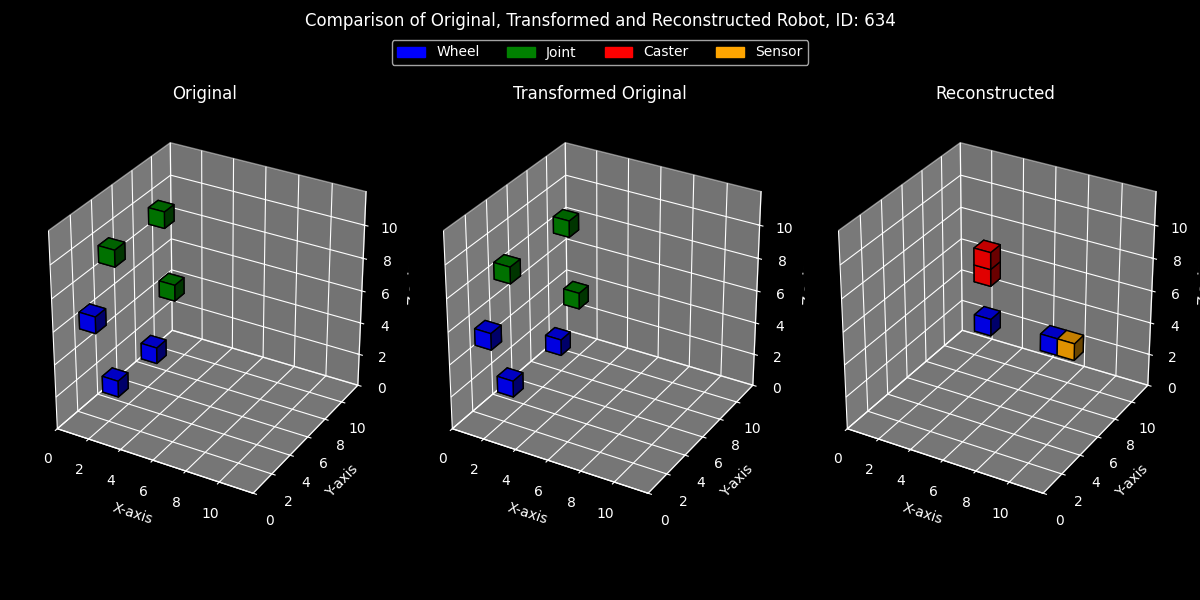 Comparison of Original, Transformed and Reconstructed Robot, ID: 634
Wheel Joint Caster Sensor
Original Transformed Original Reconstructed
10 10 10
8 8 8
6 6 6
4 4 4
2 2 2
0 0 0
10 10 10
8 8 8
6 6 6
4 4 4
2 2 2
0 0 0
0 2 4 6 8 10 0 2 4 6 8 10 0 2 4 6 8 10
Y-axis Y-axis Y-axis
X-axis X-axis X-axis